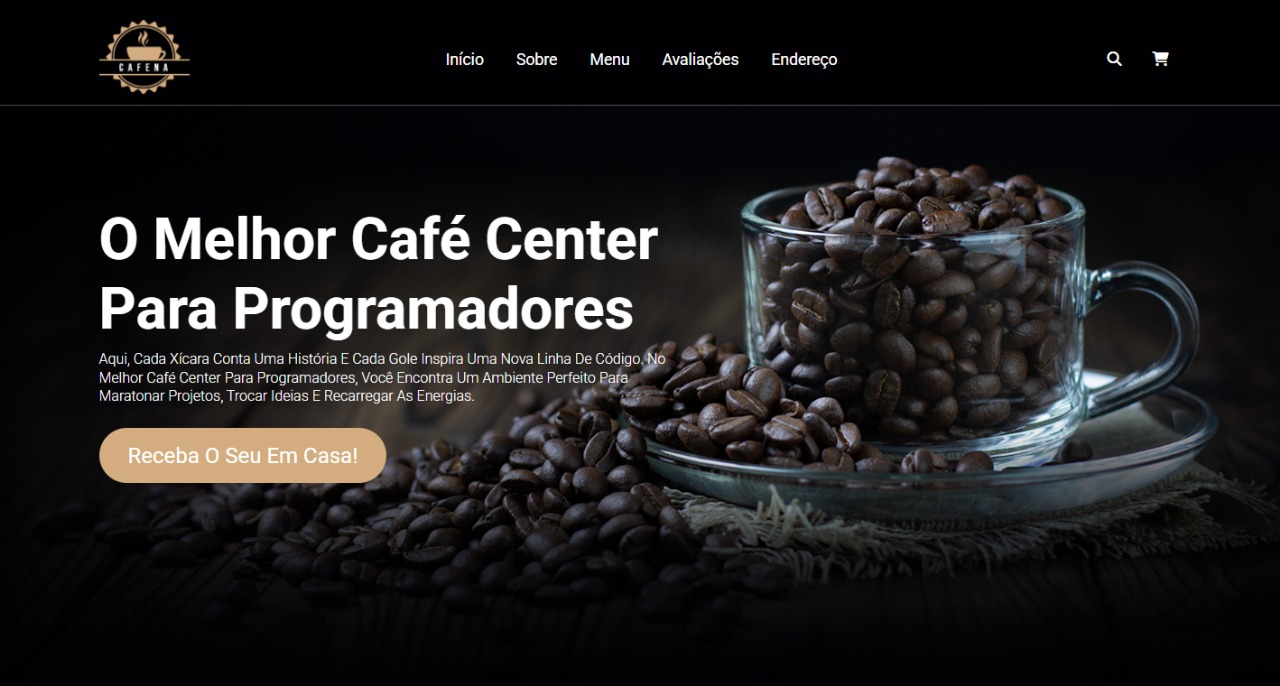 CAFENA
Início Sobre Menu Avaliações Endereço
O Melhor Café Center
Para Programadores
Aqui, Cada Xícara Conta Uma História E Cada Gole Inspira Uma Nova Linha De Código. No
Melhor Café Center Para Programadores, Você Encontra Um Ambiente Perfeito Para
Maratonar Projetos, Trocar Ideias E Recarregar As Energias.
Receba O Seu Em Casa!